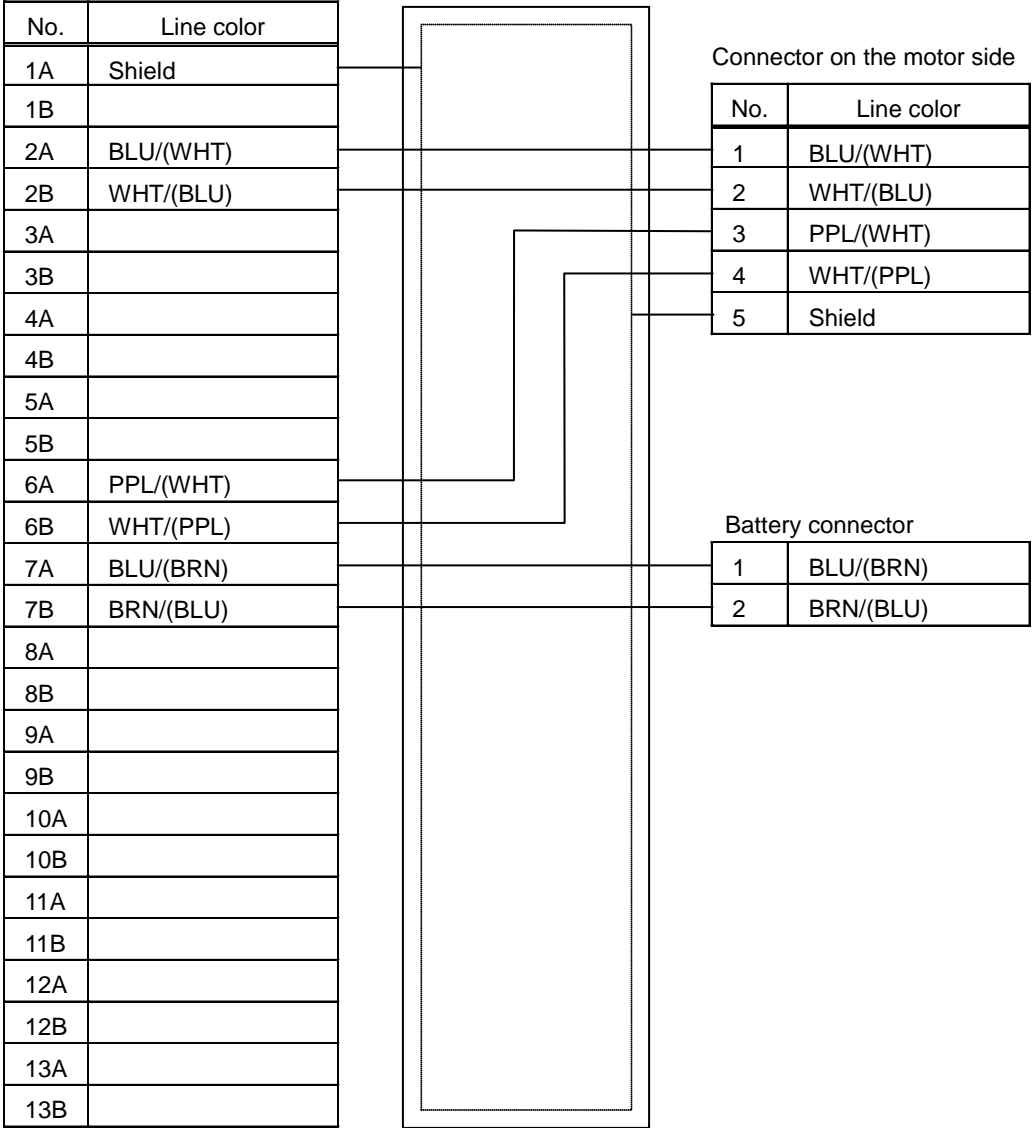 No. Line color
1A Shield
1B
2A BLU/(WHT)
2B WHT/(BLU)
3A
3B
4A
4B
5A
5B
6A PPL/(WHT)
6B WHT/(PPL)
7A BLU/(BRN)
7B BRN/(BLU)
8A
8B
9A
9B
10A
10B
11A
11B
12A
12B
13A
13B
Connector on the motor side
No. Line color
1 BLU/(WHT)
2 WHT/(BLU)
3 PPL/(WHT)
4 WHT/(PPL)
5 Shield
Battery connector
1 BLU/(BRN)
2 BRN/(BLU)